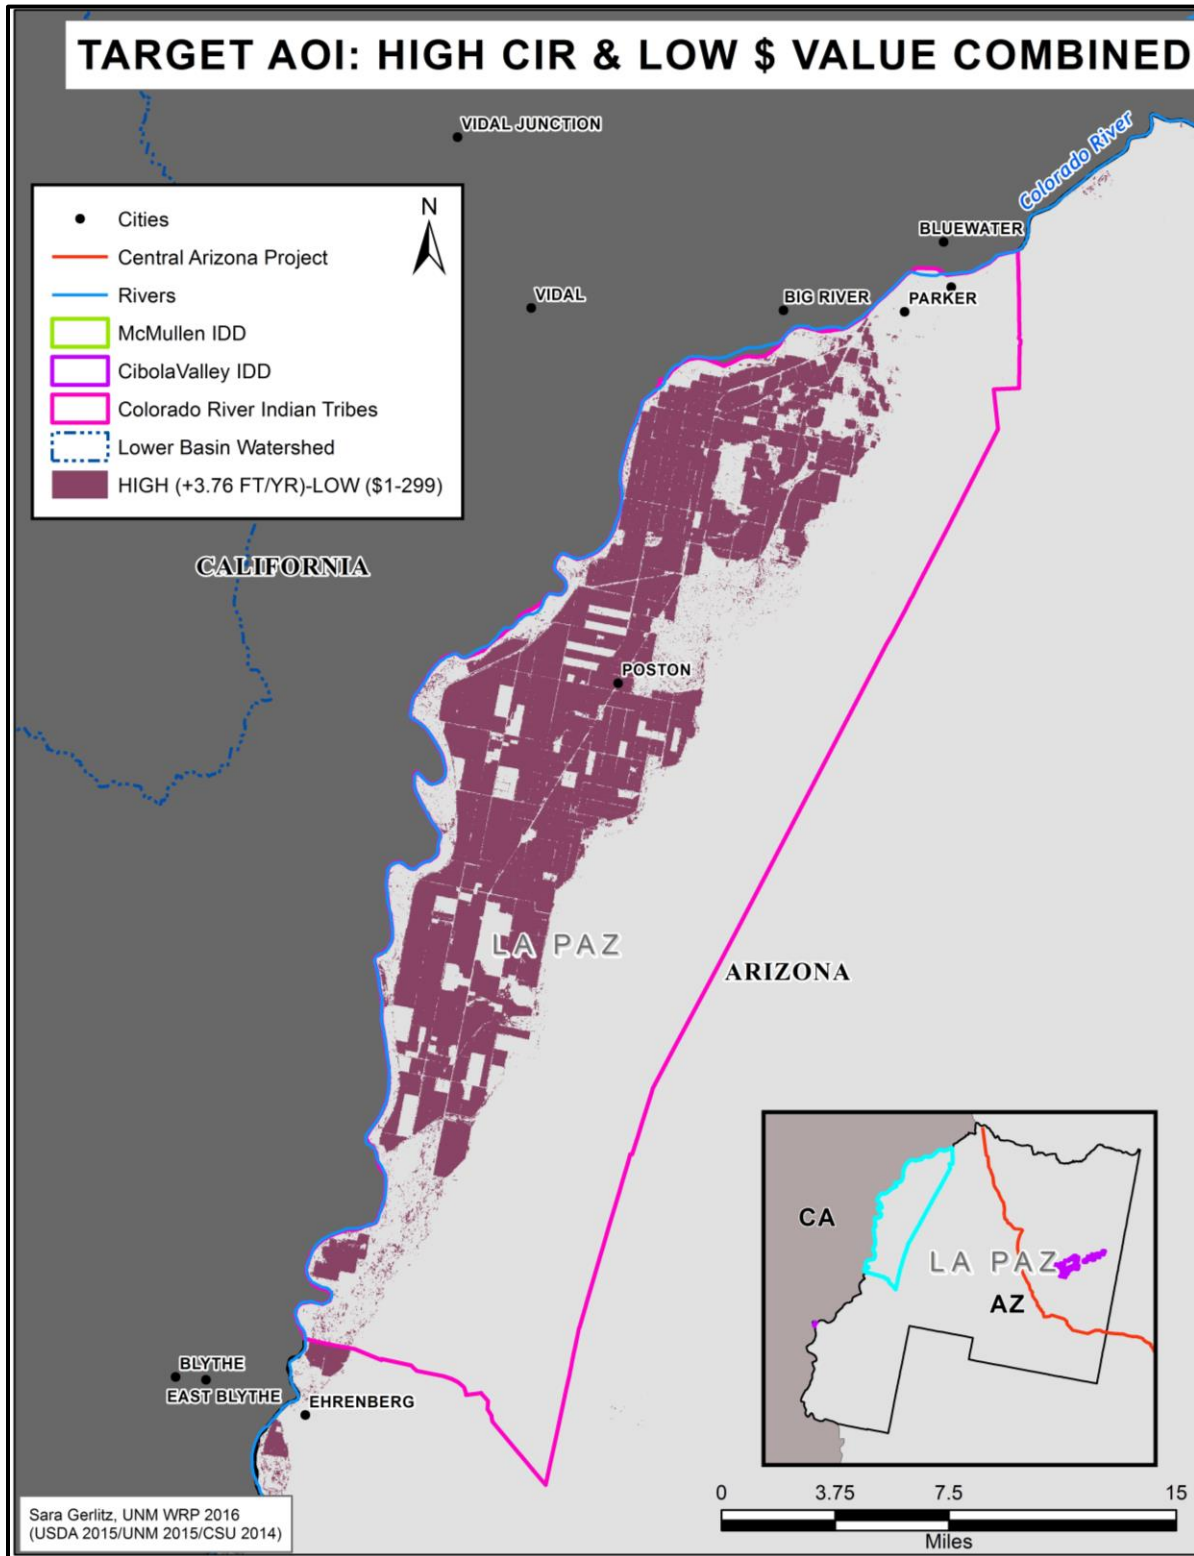 TARGET AOI: HIGH CIR & LOW $ VALUE COMBINED
VIDAL JUNCTION
Colorado River
N
Cities
Central Arizona Project
Rivers
McMullen IDD
CibolaValley IDD
Colorado River Indian Tribes
Lower Basin Watershed
HIGH (+3.76 FT/YR)-LOW ($1-299)
BLUEWATER
VIDAL
BIG RIVER
PARKER
CALIFORNIA
POSTON
LA PAZ
ARIZONA
CA
LA PAZ
AZ
BLYTHE
EAST BLYTHE
EHRENBERG
0 3.75 7.5 15
Miles
Sara Gerlitz, UNM WRP 2016
(USDA 2015/UNM 2015/CSU 2014)